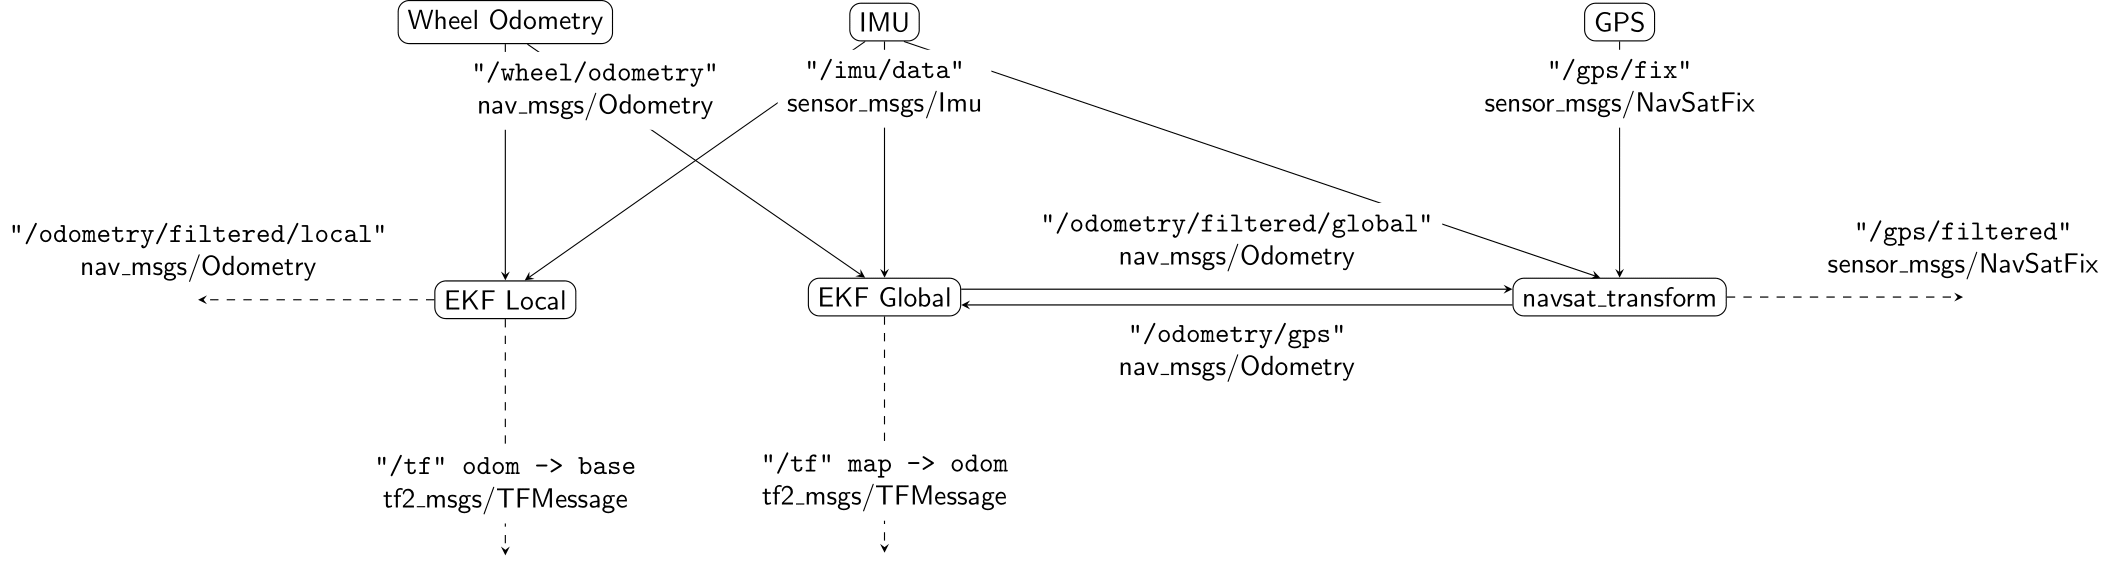 Wheel Odometry
IMU
GPS
"/wheel/odometry"
nav_msgs/Odometry
"/imu/data"
sensor_msgs/Imu
"/gps/fix"
sensor_msgs/NavSatFix
"/odometry/filtered/local"
nav_msgs/Odometry
"/odometry/filtered/global"
nav_msgs/Odometry
"/gps/filtered"
sensor_msgs/NavSatFix
EKF Local
EKF Global
navsat_transform
"/odometry/gps"
nav_msgs/Odometry
"/tf" odom -> base
tf2_msgs/TFMessage
"/tf" map -> odom
tf2_msgs/TFMessage